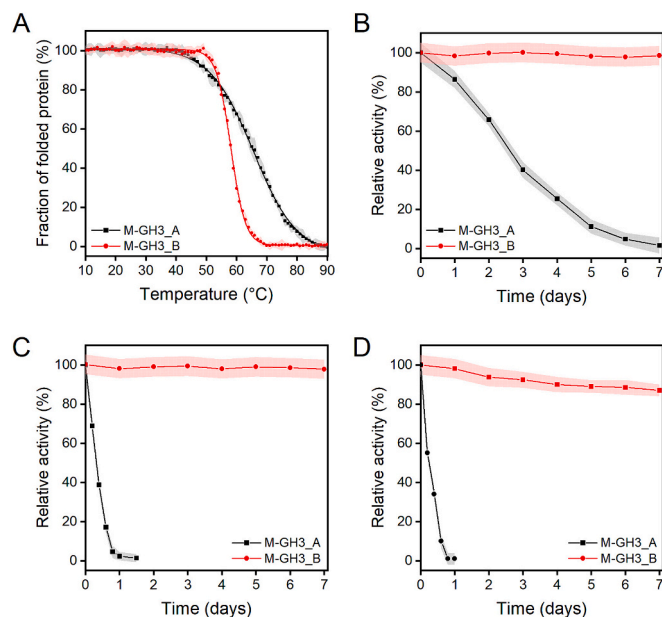 A
Fraction of folded protein (%)
100
80
60
40
20
0
M-GH3_A
M-GH3_B
10 20 30 40 50 60 70 80 90
Temperature (°C)
B
Relative activity (%)
100
80
60
40
20
0
M-GH3_A
M-GH3_B
0 1 2 3 4 5 6 7
Time (days)
C
Relative activity (%)
100
80
60
40
20
0
M-GH3_A
M-GH3_B
0 1 2 3 4 5 6 7
Time (days)
D
Relative activity (%)
100
80
60
40
20
0
M-GH3_A
M-GH3_B
0 1 2 3 4 5 6 7
Time (days)